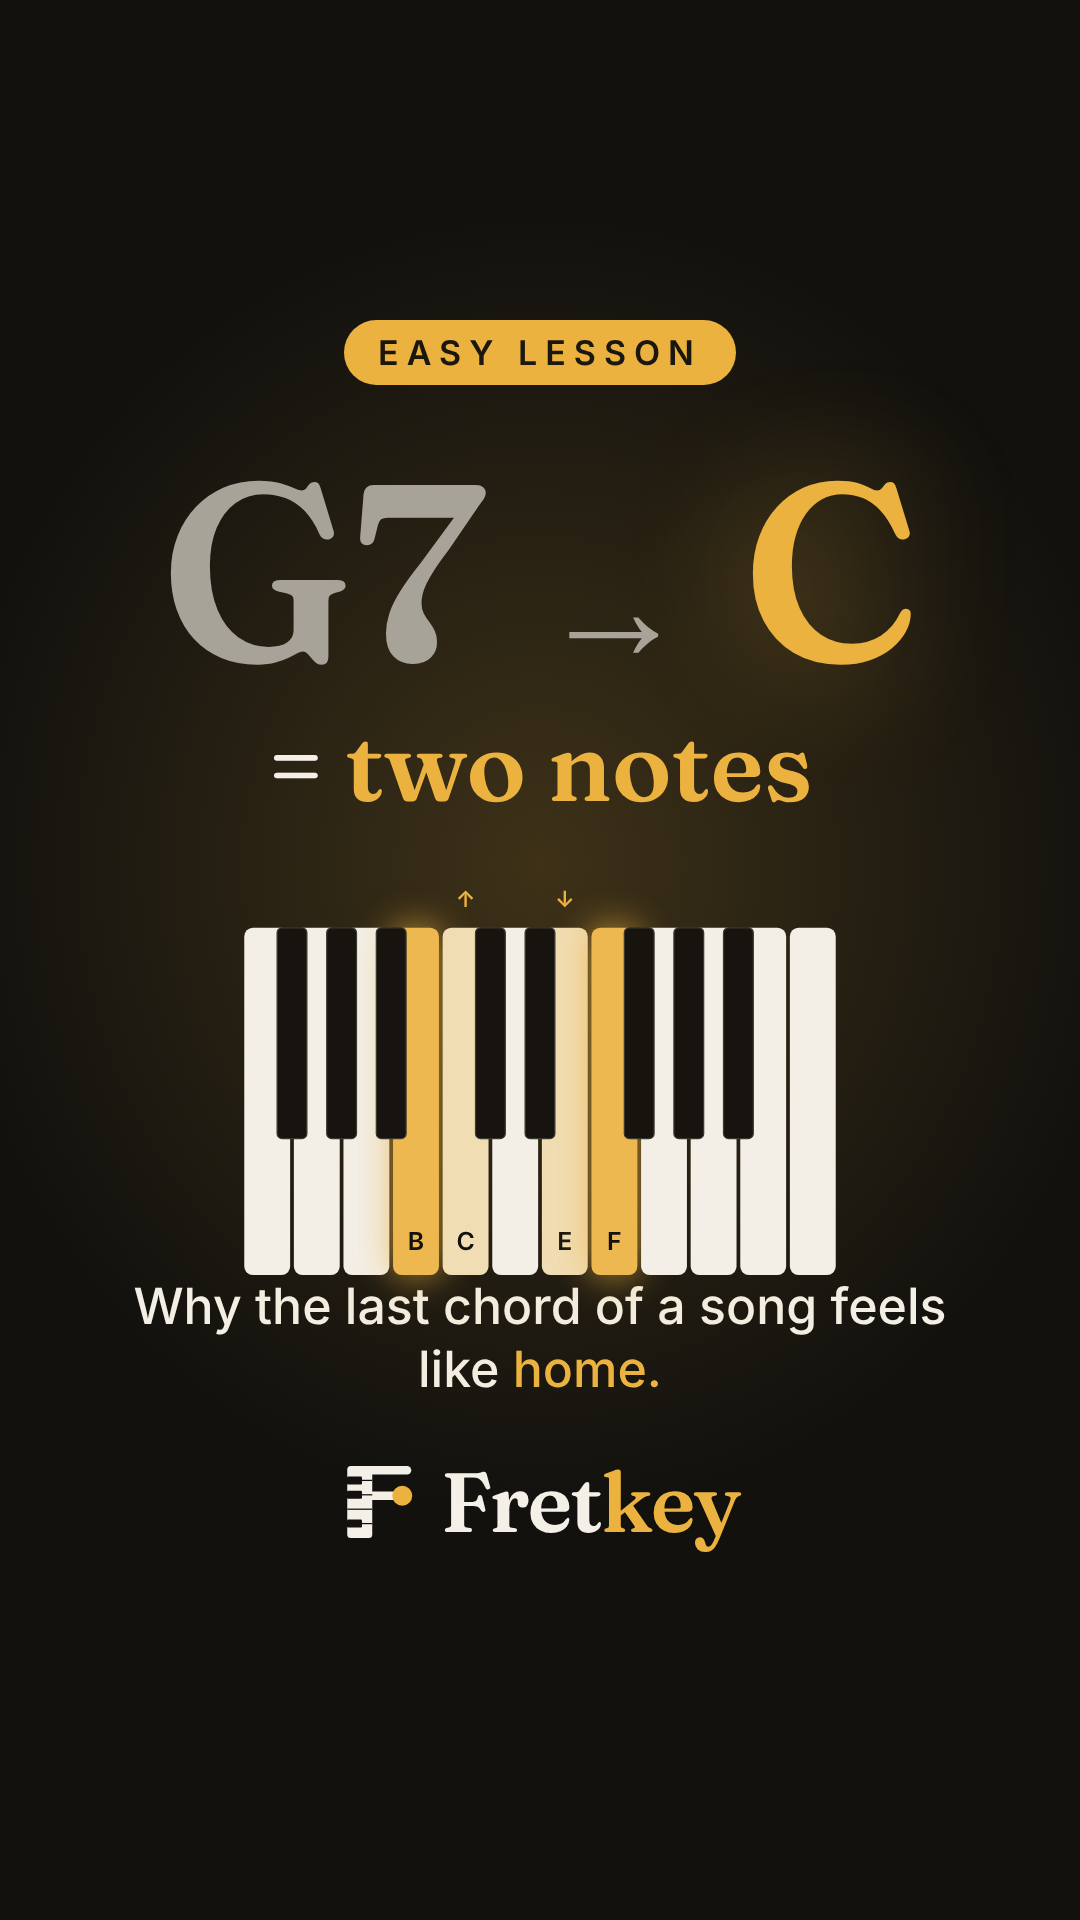 EASY LESSON
G7 → C
= two notes
↑ ↓
B C E F
Why the last chord of a song feels
like home.
Fretkey